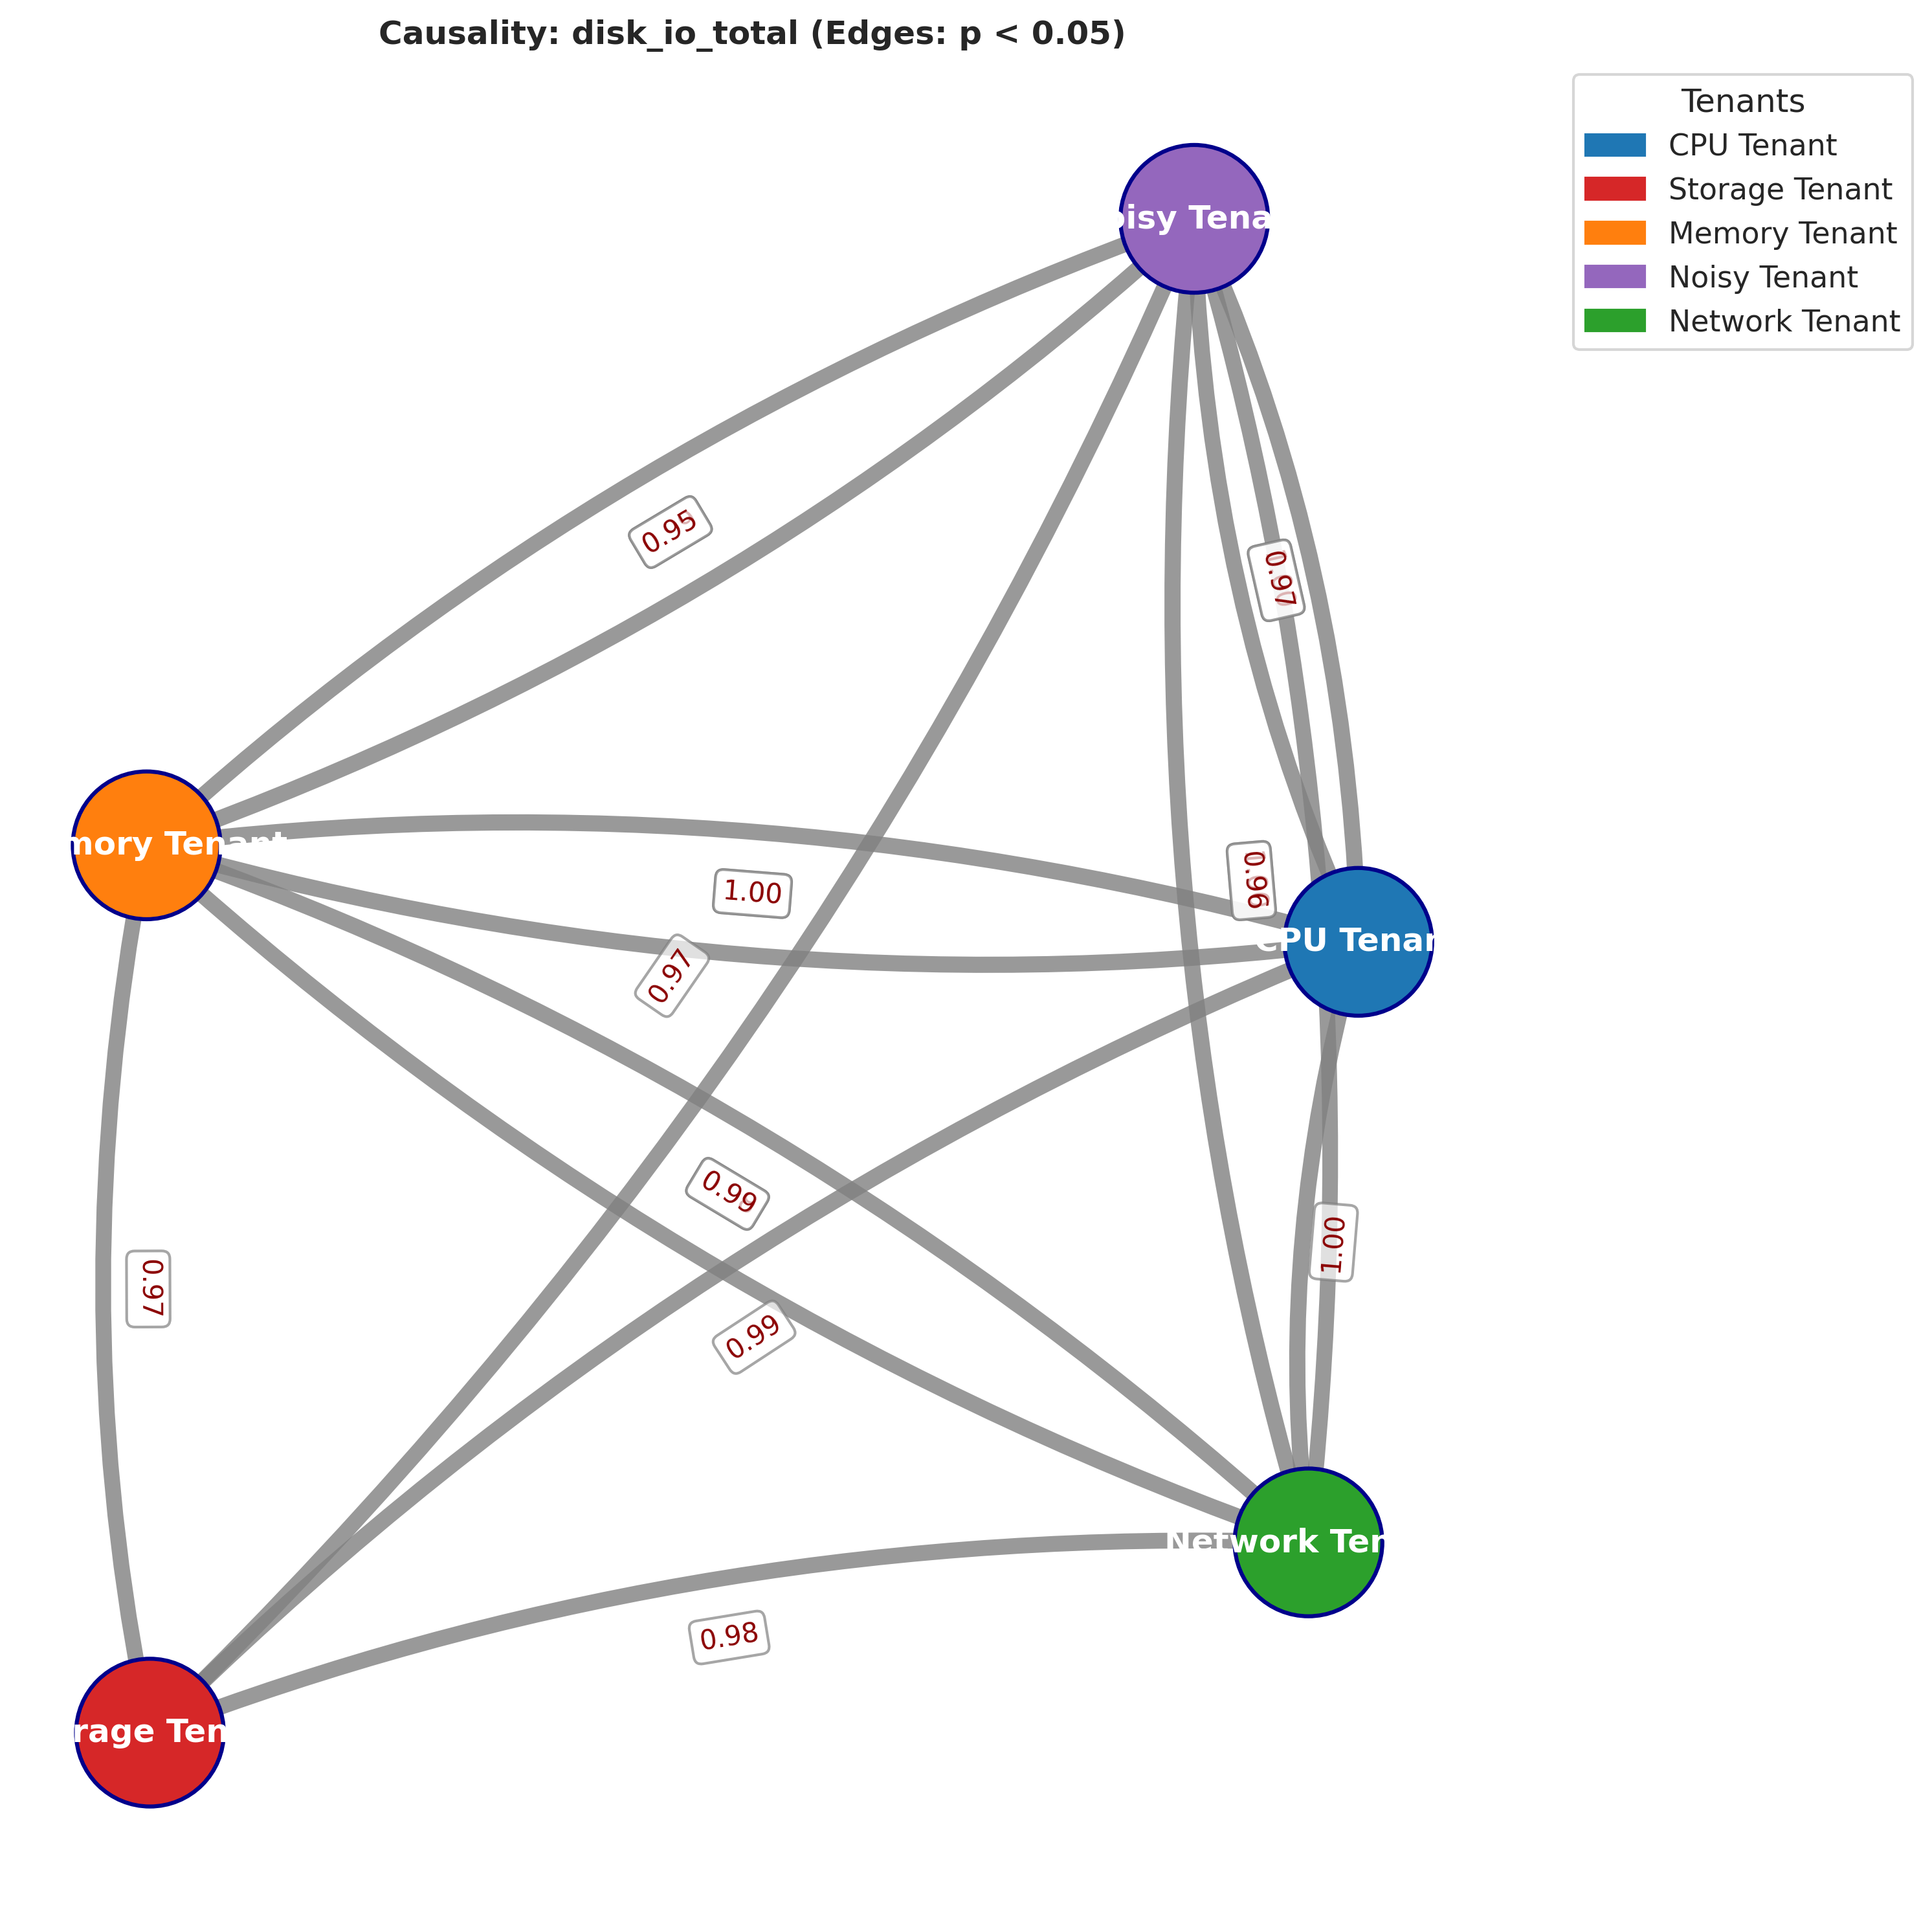 Causality: disk_io_total (Edges: p < 0.05)
Tenants
CPU Tenant
Storage Tenant
Memory Tenant
Noisy Tenant
Network Tenant
oisy Tena
0.95
0.97
mory Tenant
1.00
0.96
CPU Tenan
0.97
0.99
0.97
1.00
0.99
Network Ten
0.98
rage Ten